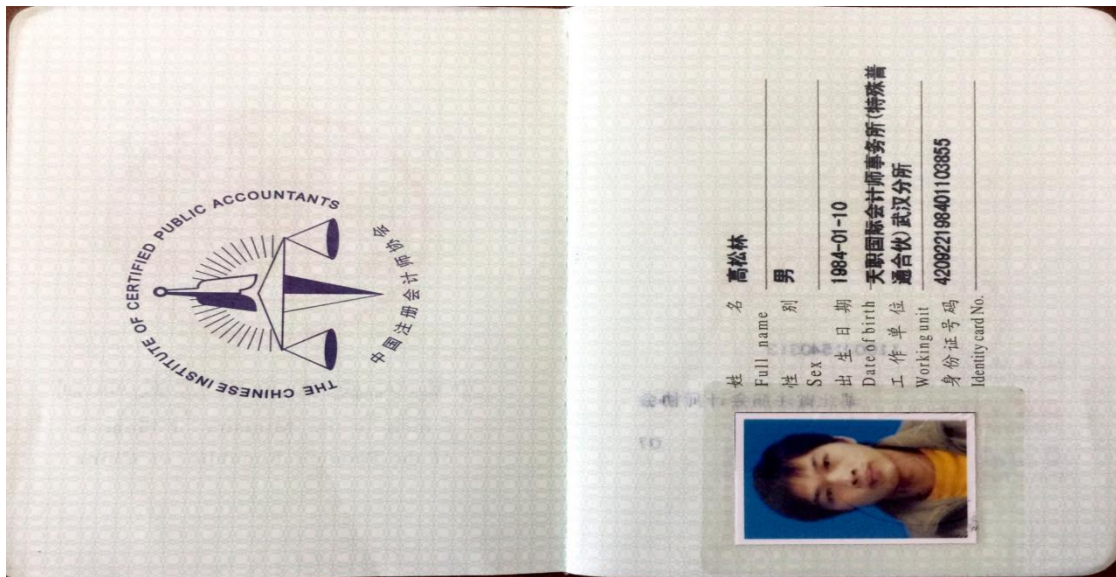 THE CHINESE INSTITUTE OF CERTIFIED PUBLIC ACCOUNTANTS
中国注册会计师协会
姓 名 高松林
Full name
性 别 男
Sex
出 生 日 期 1984-01-10
Date of birth
工 作 单 位 天职国际会计师事务所(特殊普
通合伙)武汉分所
Working unit
身 份 证 号 码 420922198401103855
Identity card No.